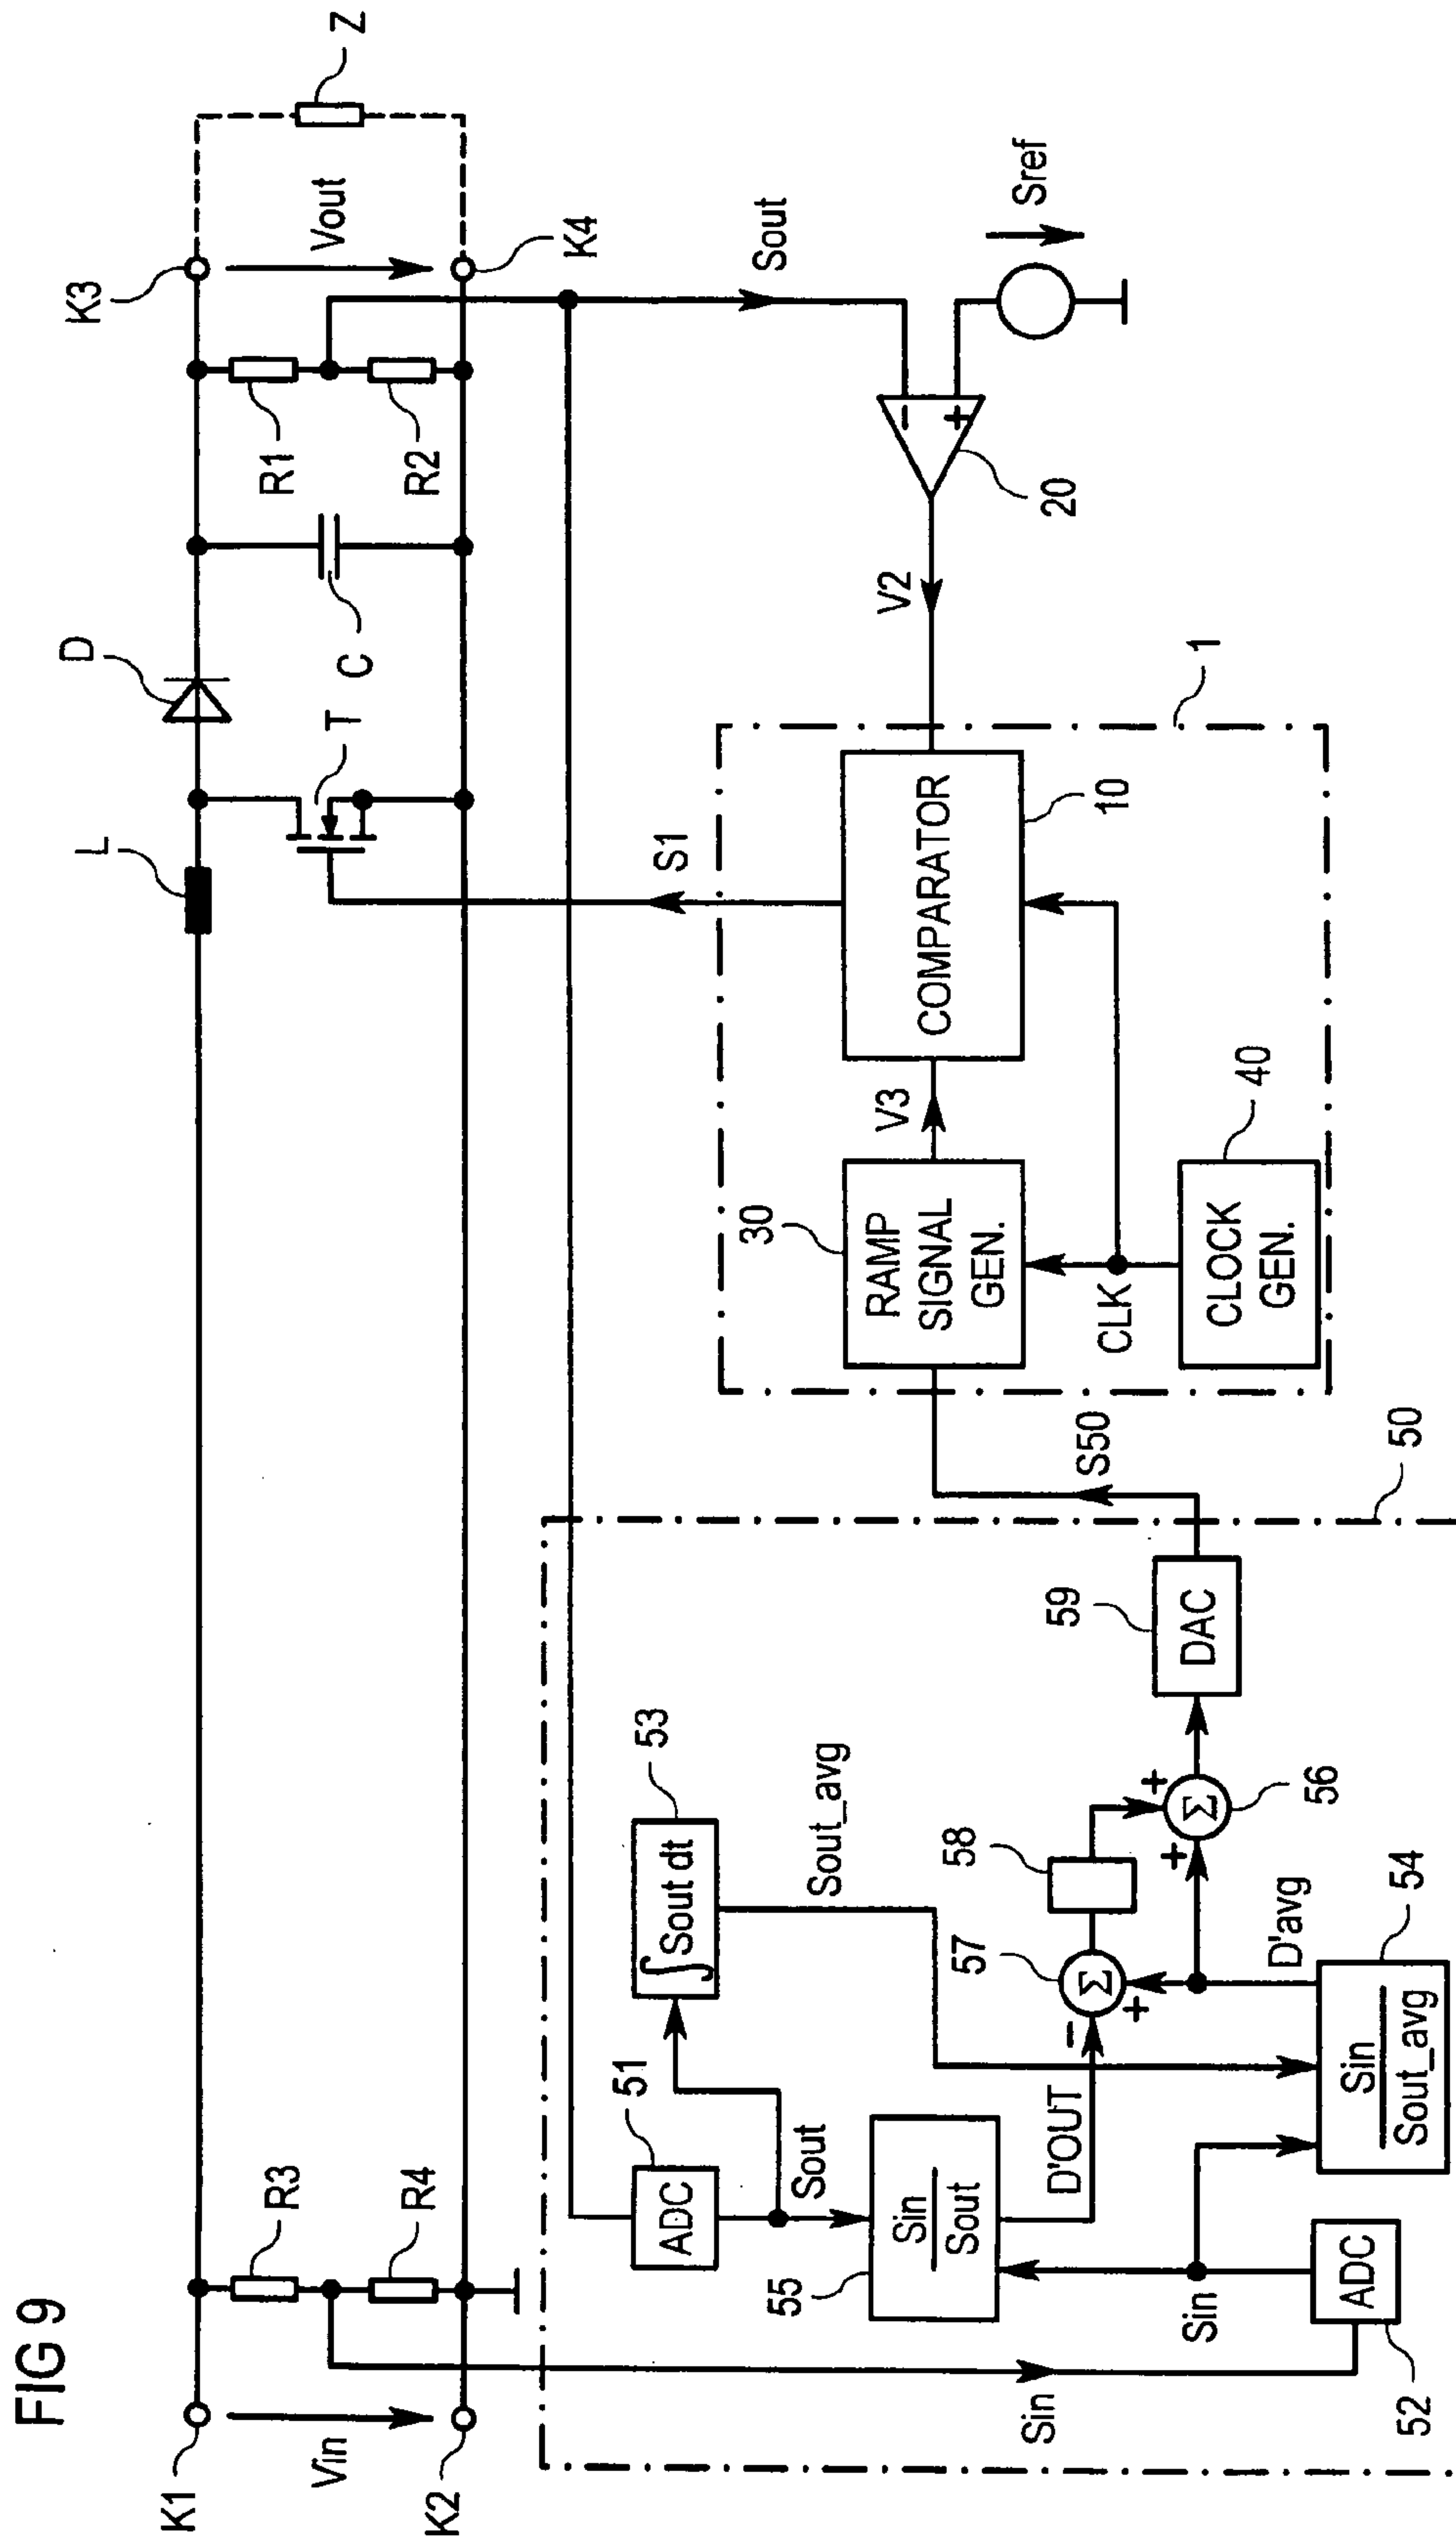 FIG 9
K1
Vin
K2
R3
R4
L
T
D
C
R1
R2
K3
Vout
K4
Z
Sout
Sref
20
V2
S1
1
COMPARATOR
10
V3
30
RAMP
SIGNAL
GEN.
CLK
CLOCK
GEN.
40
S50
50
ADC
51
Sout
∫ Sout dt
53
Sout_avg
Sin
Sout
55
D'OUT
57
Σ
−
+
58
+
+
Σ
56
DAC
59
D'avg
Sin
Sout_avg
54
Sin
Sin
ADC
52
−
+